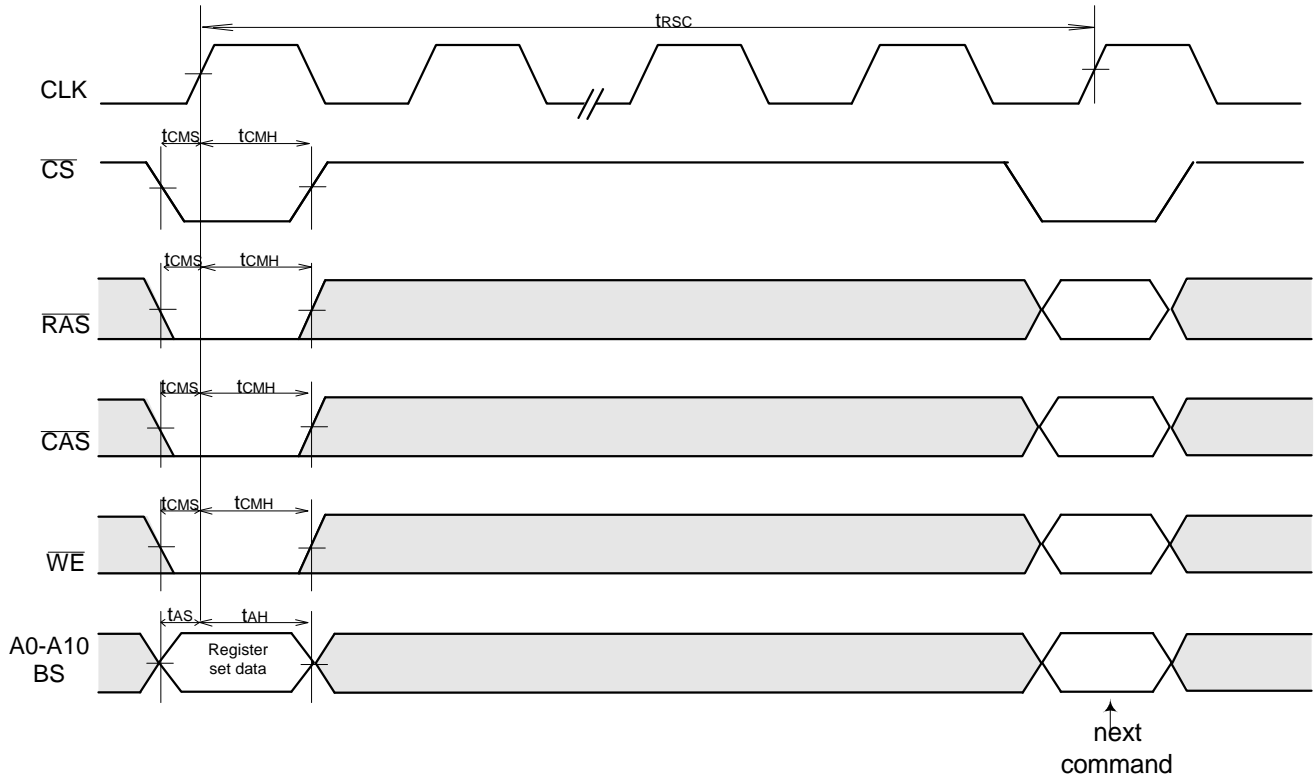 tRSC
CLK
tCMS tCMH
CS
tCMS tCMH
RAS
tCMS tCMH
CAS
tCMS tCMH
WE
tAS tAH
A0-A10
BS
Register
set data
next
command